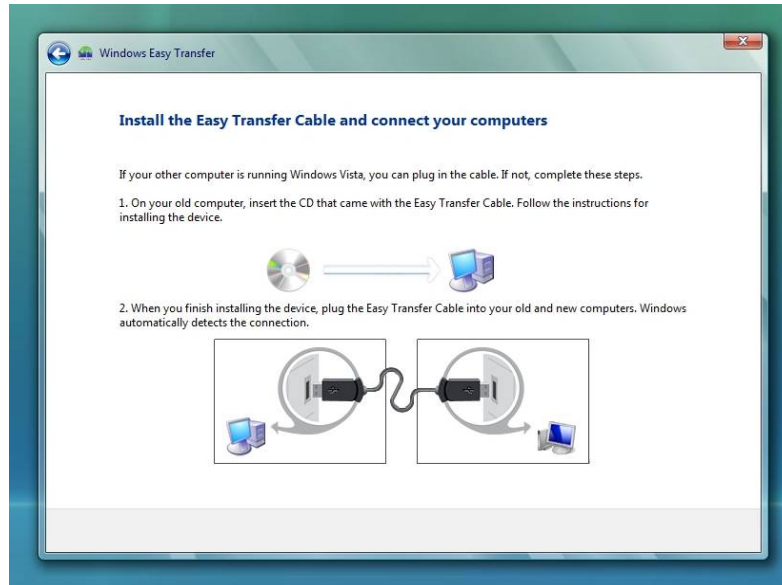 Windows Easy Transfer
Install the Easy Transfer Cable and connect your computers
If your other computer is running Windows Vista, you can plug in the cable. If not, complete these steps.
1. On your old computer, insert the CD that came with the Easy Transfer Cable. Follow the instructions for
installing the device.
2. When you finish installing the device, plug the Easy Transfer Cable into your old and new computers. Windows
automatically detects the connection.